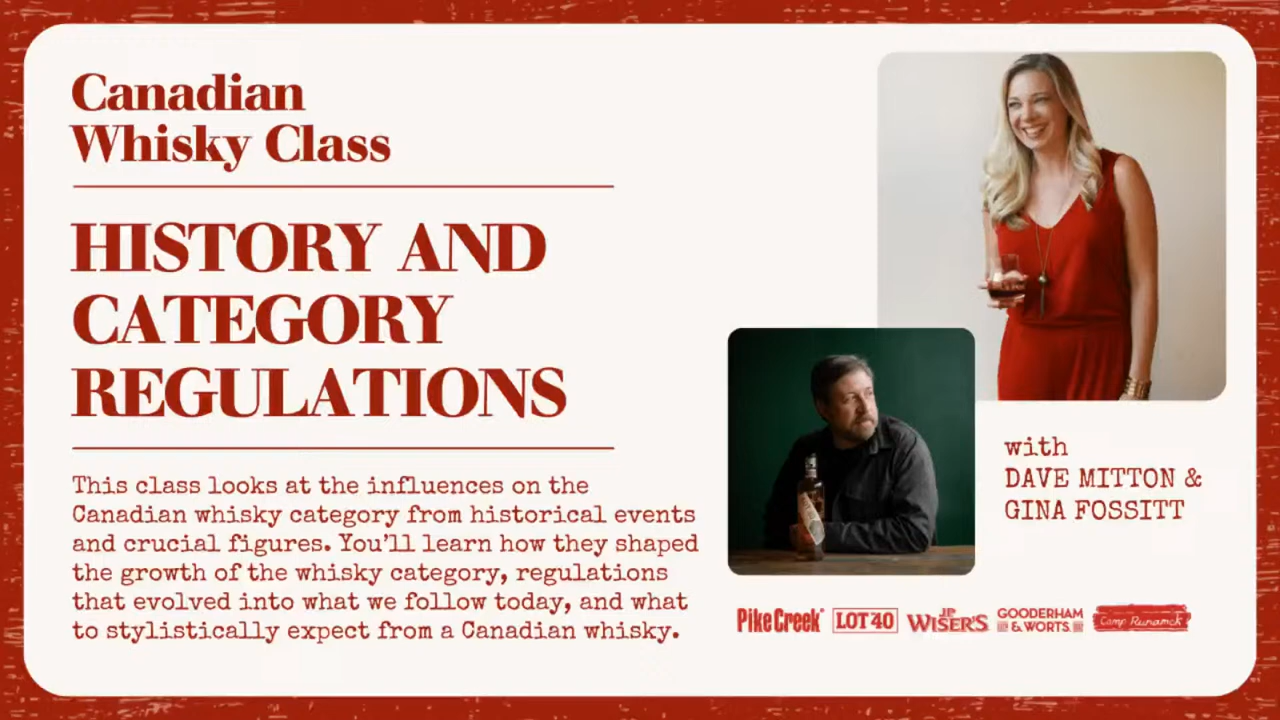 Canadian
Whisky Class
HISTORY AND
CATEGORY
REGULATIONS
This class looks at the influences on the
Canadian whisky category from historical events
and crucial figures. You'll learn how they shaped
the growth of the whisky category, regulations
that evolved into what we follow today, and what
to stylistically expect from a Canadian whisky.
with
DAVE MITTON &
GINA FOSSITT
Pike Creek
LOT 40
J.P. WISER'S
GOODERHAM
& WORTS
Camp Runamuck